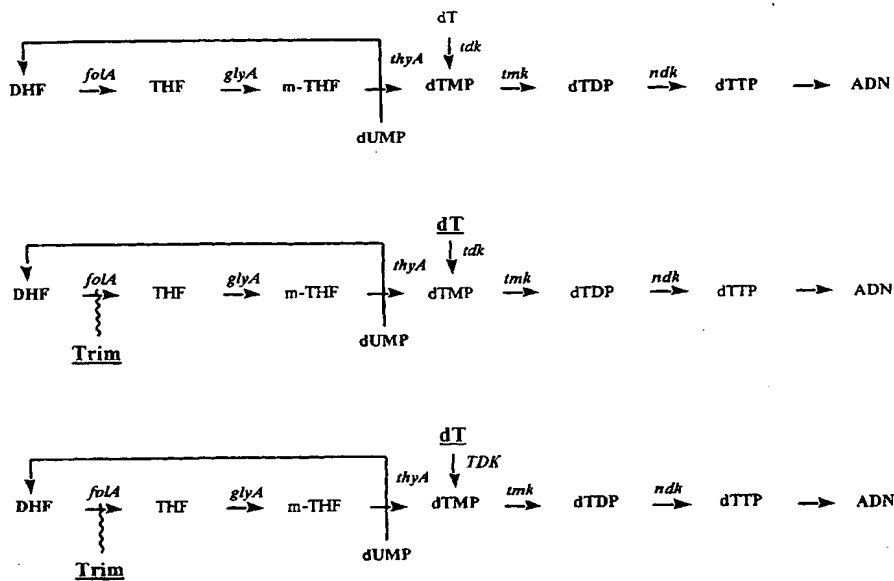 dT
folA glyA thyA tdk tmk ndk
DHF THF m-THF dTMP dTDP dTTP ADN
dUMP
dT
folA glyA thyA tdk tmk ndk
DHF THF m-THF dTMP dTDP dTTP ADN
Trim dUMP
dT
folA glyA thyA TDK tmk ndk
DHF THF m-THF dTMP dTDP dTTP ADN
dUMP
Trim